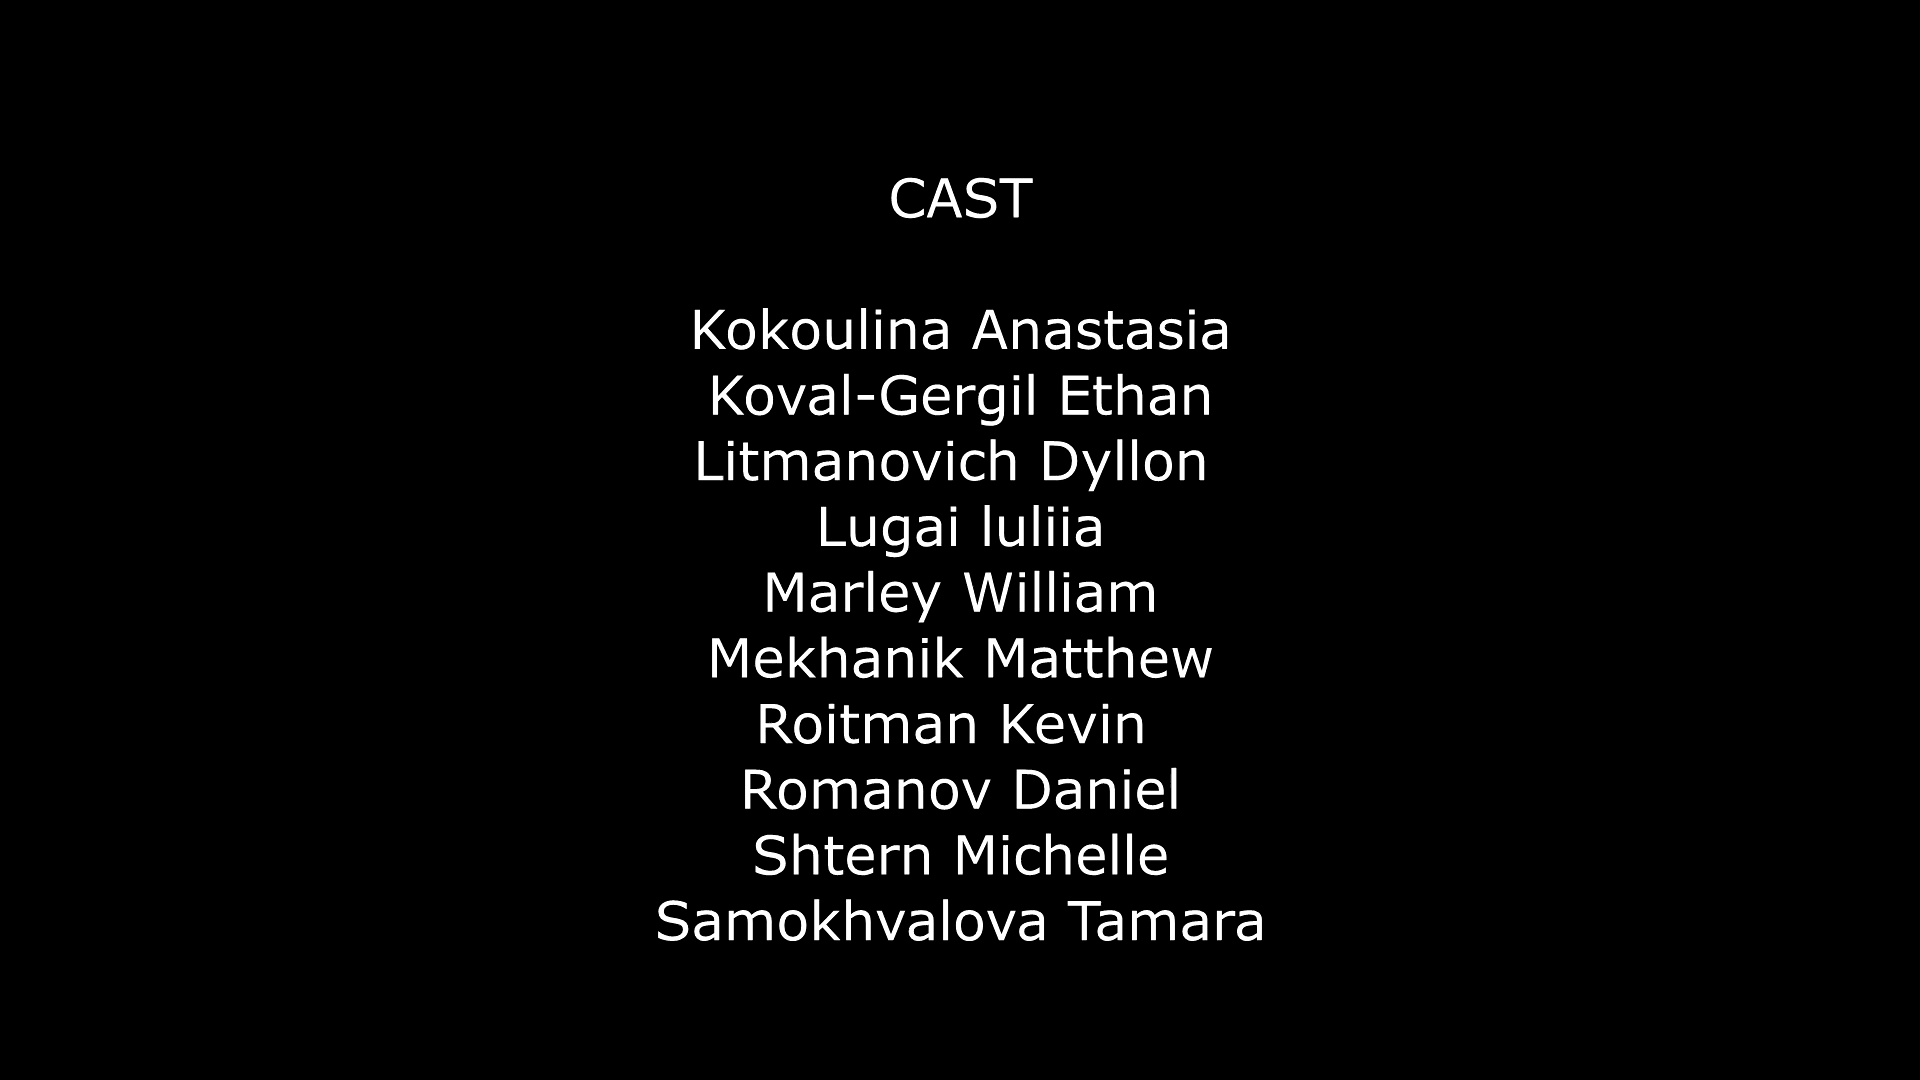 CAST
Kokoulina Anastasia
Koval-Gergil Ethan
Litmanovich Dyllon
Lugai luliia
Marley William
Mekhanik Matthew
Roitman Kevin
Romanov Daniel
Shtern Michelle
Samokhvalova Tamara